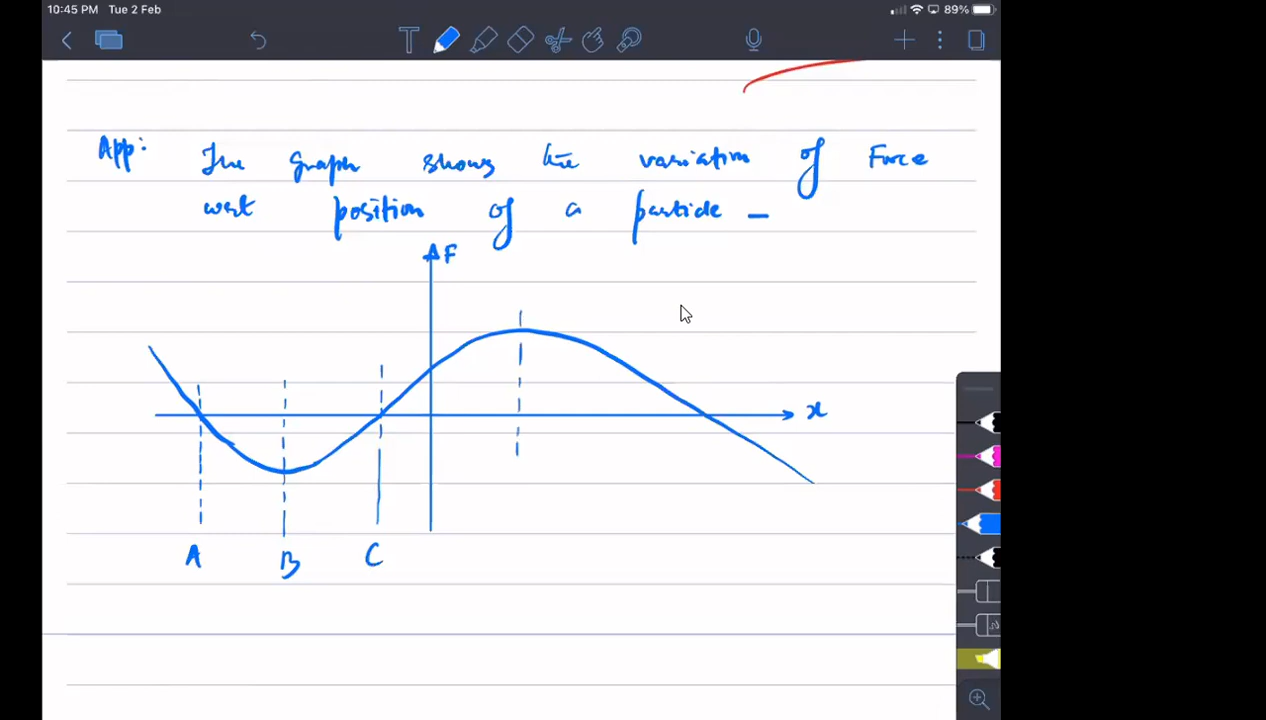 10:45 PM Tue 2 Feb 89%
T
App: The graph shows the variation of Force
wrt position of a particle –
F
x
A B C